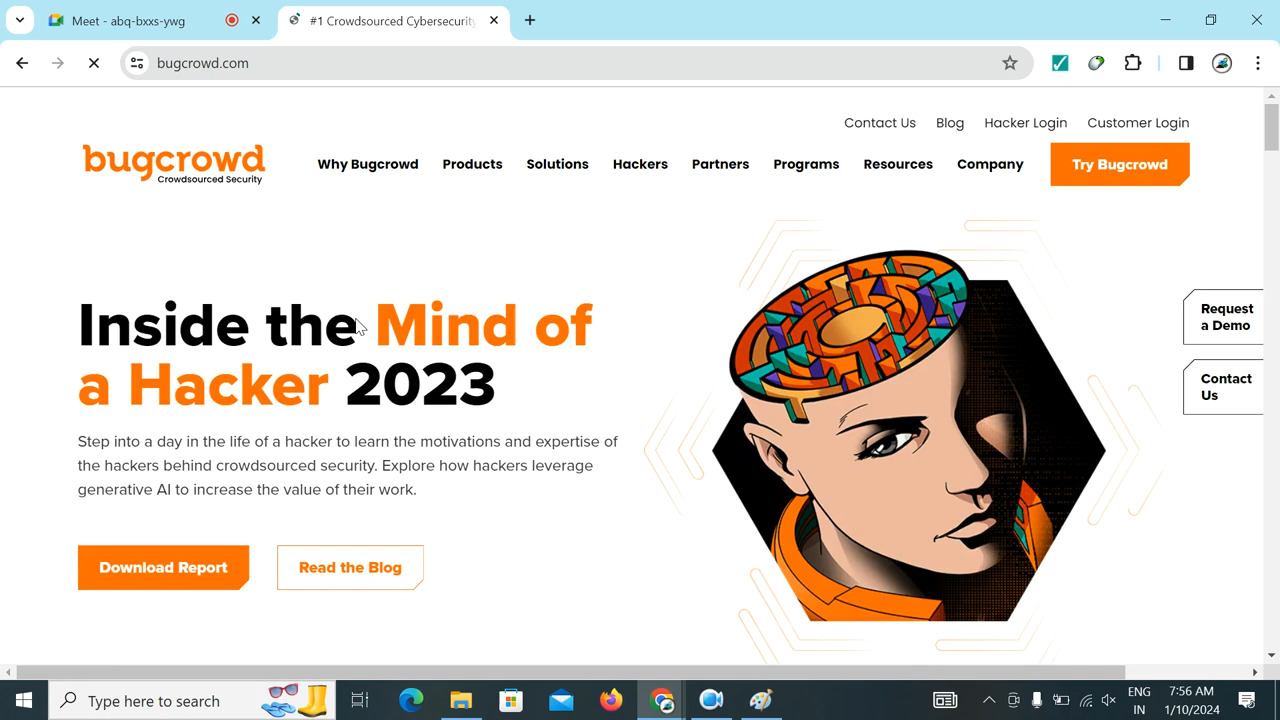 Meet - abq-bxxs-ywg
#1 Crowdsourced Cybersecurity
bugcrowd.com
Contact Us Blog Hacker Login Customer Login
bugcrowd
Crowdsourced Security
Why Bugcrowd Products Solutions Hackers Partners Programs Resources Company Try Bugcrowd
Inside the Mind of
a Hacker 2023
Step into a day in the life of a hacker to learn the motivations and expertise of
the hackers behind crowdsourced security. Explore how hackers leverage
generative AI to increase the value of their work.
Download Report Read the Blog
Request
a Demo
Contact
Us
Type here to search
ENG
IN
7:56 AM
1/10/2024